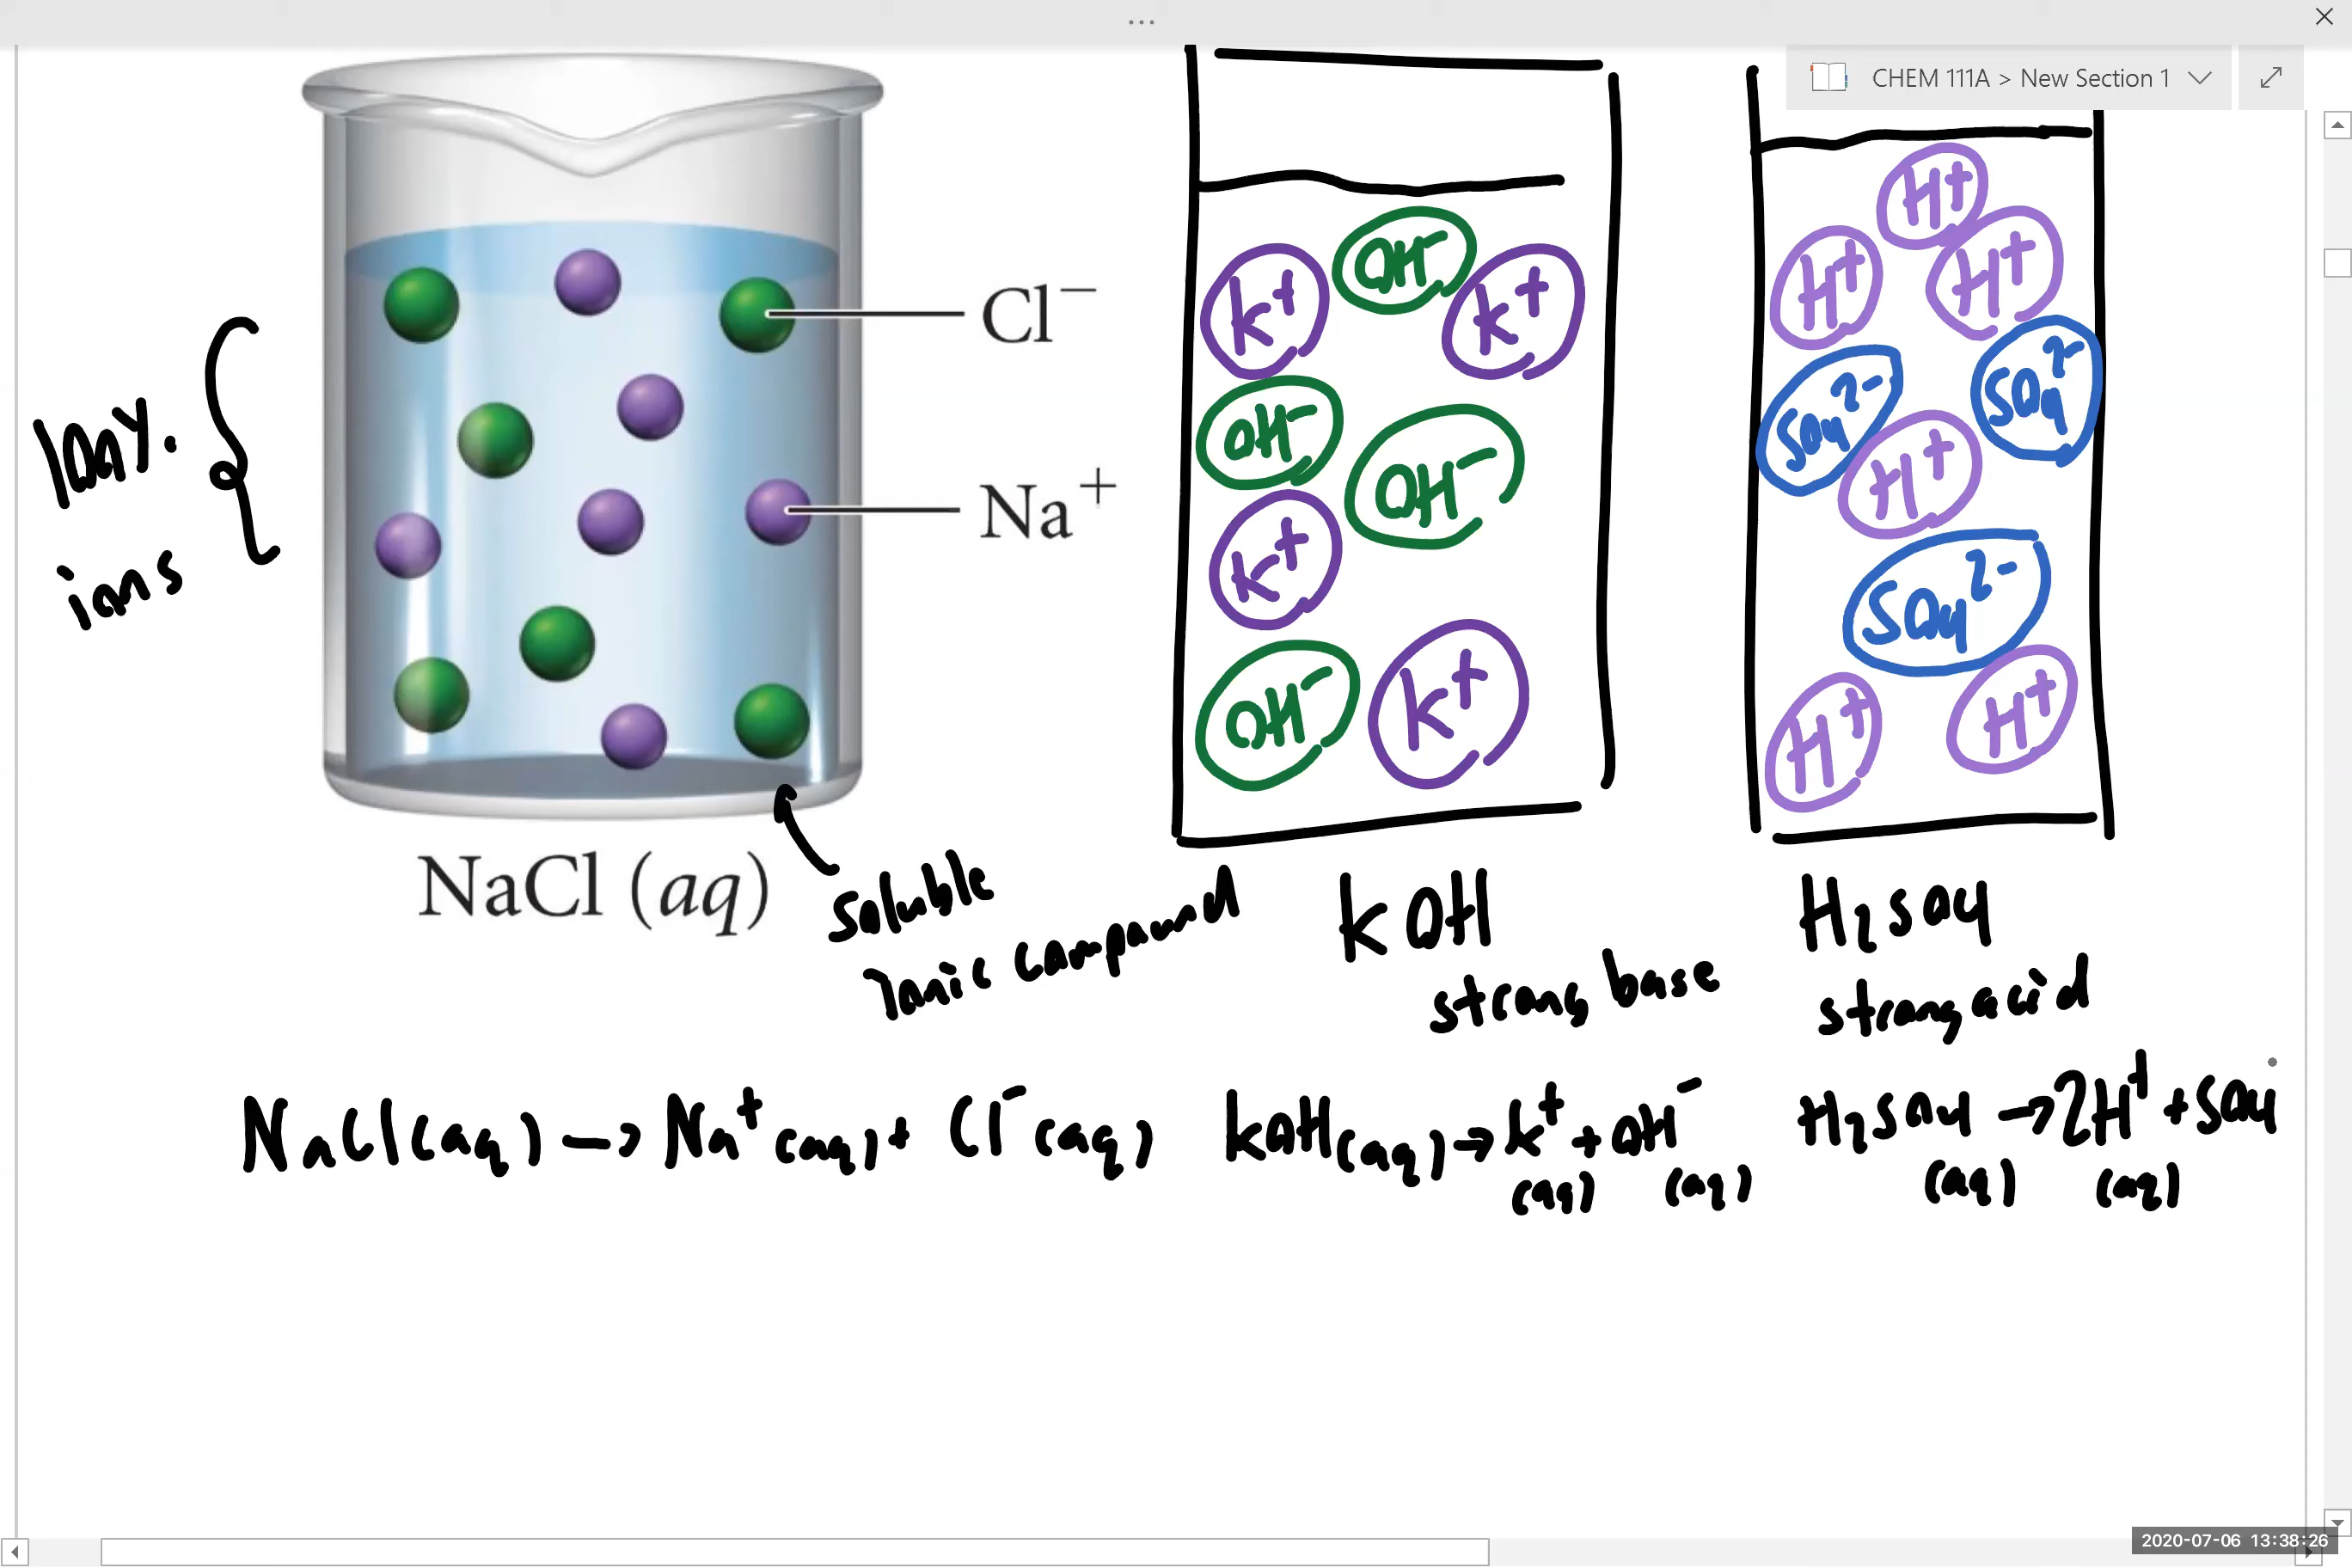 CHEM 111A > New Section 1
Cl⁻
Na⁺
100%
ions
NaCl (aq)
soluble
ionic compound
OH⁻
K⁺
K⁺
OH⁻
OH⁻
K⁺
OH⁻
K⁺
KOH
strong base
H⁺
H⁺
H⁺
SO₄²⁻
SO₄²⁻
H⁺
SO₄²⁻
H⁺
H⁺
H₂SO₄
strong acid
NaCl(aq) → Na⁺(aq) + Cl⁻(aq)
KOH(aq) → K⁺(aq) + OH⁻(aq)
H₂SO₄(aq) → 2H⁺(aq) + SO₄
2020-07-06 13:38:26